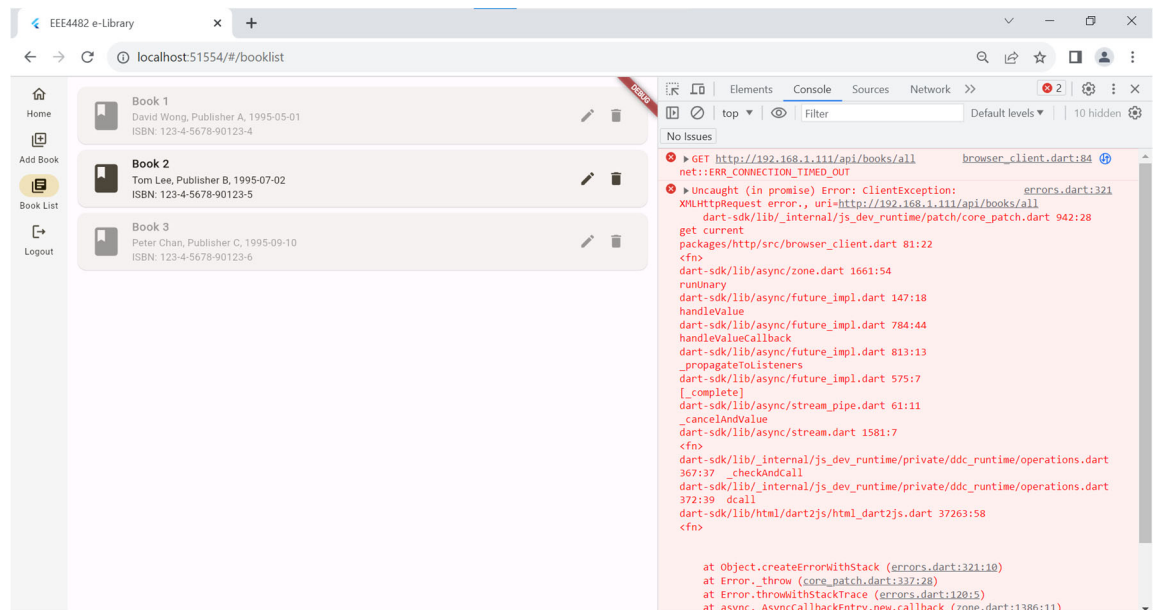 EEE4482 e-Library
localhost:51554/#/booklist
Home
Add Book
Book List
Logout
Book 1
David Wong, Publisher A, 1995-05-01
ISBN: 123-4-5678-90123-4
Book 2
Tom Lee, Publisher B, 1995-07-02
ISBN: 123-4-5678-90123-5
Book 3
Peter Chan, Publisher C, 1995-09-10
ISBN: 123-4-5678-90123-6
DEBUG
Elements Console Sources Network 2
top Filter Default levels 10 hidden
No Issues
GET http://192.168.1.111/api/books/all browser_client.dart:84
net::ERR_CONNECTION_TIMED_OUT
Uncaught (in promise) Error: ClientException: errors.dart:321
XMLHttpRequest error., uri=http://192.168.1.111/api/books/all
dart-sdk/lib/_internal/js_dev_runtime/patch/core_patch.dart 942:28
get current
packages/http/src/browser_client.dart 81:22
<fn>
dart-sdk/lib/async/zone.dart 1661:54
runUnary
dart-sdk/lib/async/future_impl.dart 147:18
handleValue
dart-sdk/lib/async/future_impl.dart 784:44
handleValueCallback
dart-sdk/lib/async/future_impl.dart 813:13
_propagateToListeners
dart-sdk/lib/async/future_impl.dart 575:7
[_complete]
dart-sdk/lib/async/stream_pipe.dart 61:11
_cancelAndValue
dart-sdk/lib/async/stream.dart 1581:7
<fn>
dart-sdk/lib/_internal/js_dev_runtime/private/ddc_runtime/operations.dart
367:37 _checkAndCall
dart-sdk/lib/_internal/js_dev_runtime/private/ddc_runtime/operations.dart
372:39 dcall
dart-sdk/lib/html/dart2js/html_dart2js.dart 37263:58
<fn>
at Object.createErrorWithStack (errors.dart:321:10)
at Error._throw (core_patch.dart:337:28)
at Error.throwWithStackTrace (errors.dart:120:5)
at async._AsyncCallbackEntry.new.callback (zone.dart:1386:11)